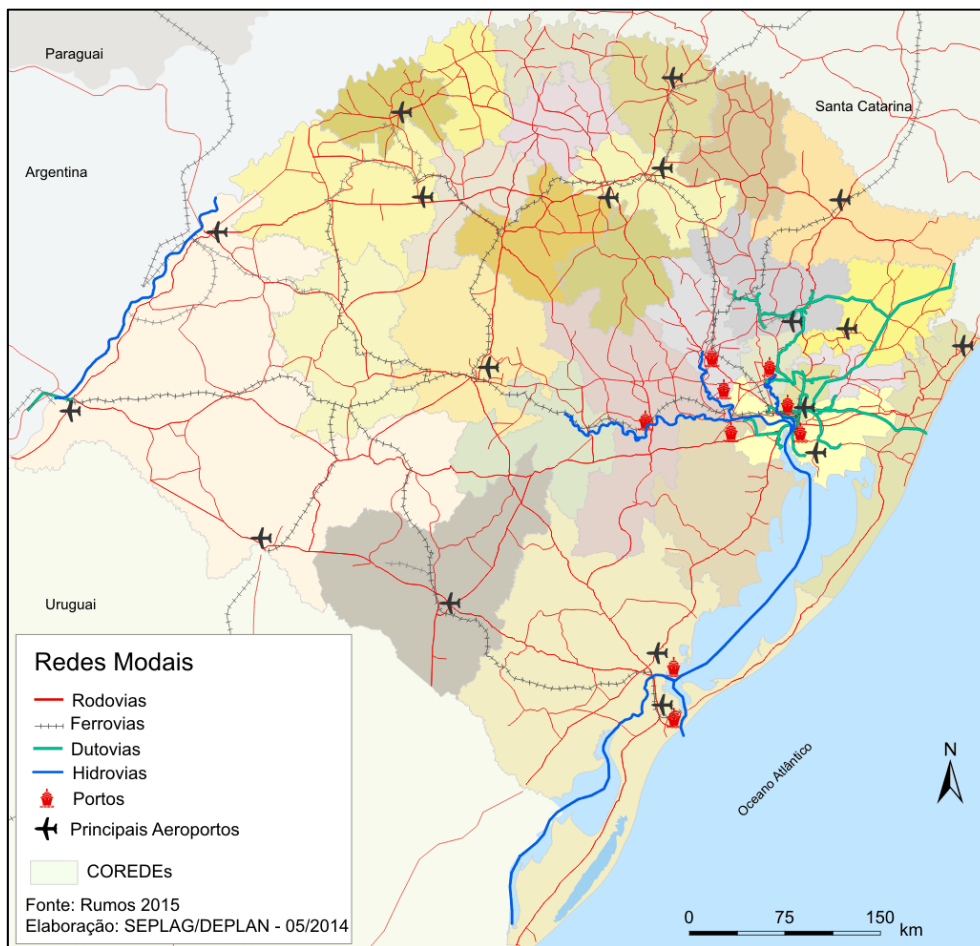 Paraguai
Santa Catarina
Argentina
Uruguai
Redes Modais
Rodovias
Ferrovias
Dutovias
Hidrovias
Portos
Principais Aeroportos
COREDEs
Fonte: Rumos 2015
Elaboração: SEPLAG/DEPLAN - 05/2014
Oceano Atlântico
N
0 75 150
km